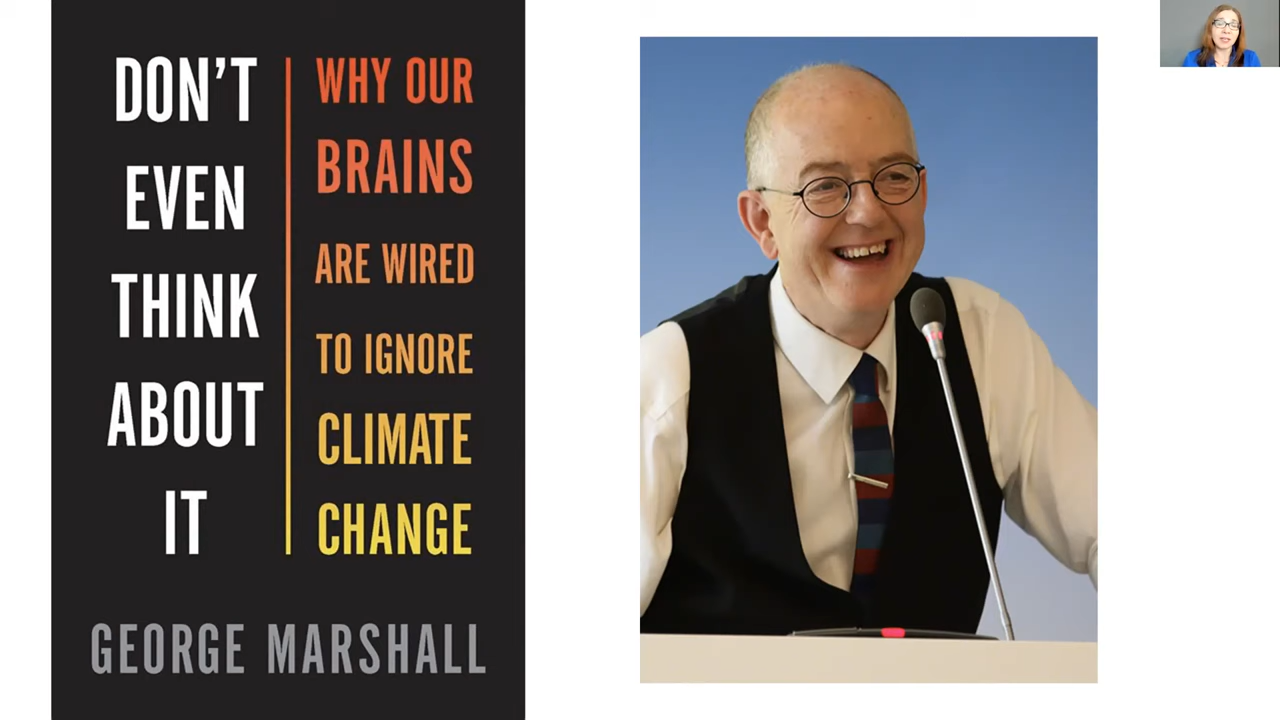 DON'T
EVEN
THINK
ABOUT
IT
WHY OUR
BRAINS
ARE WIRED
TO IGNORE
CLIMATE
CHANGE
GEORGE MARSHALL